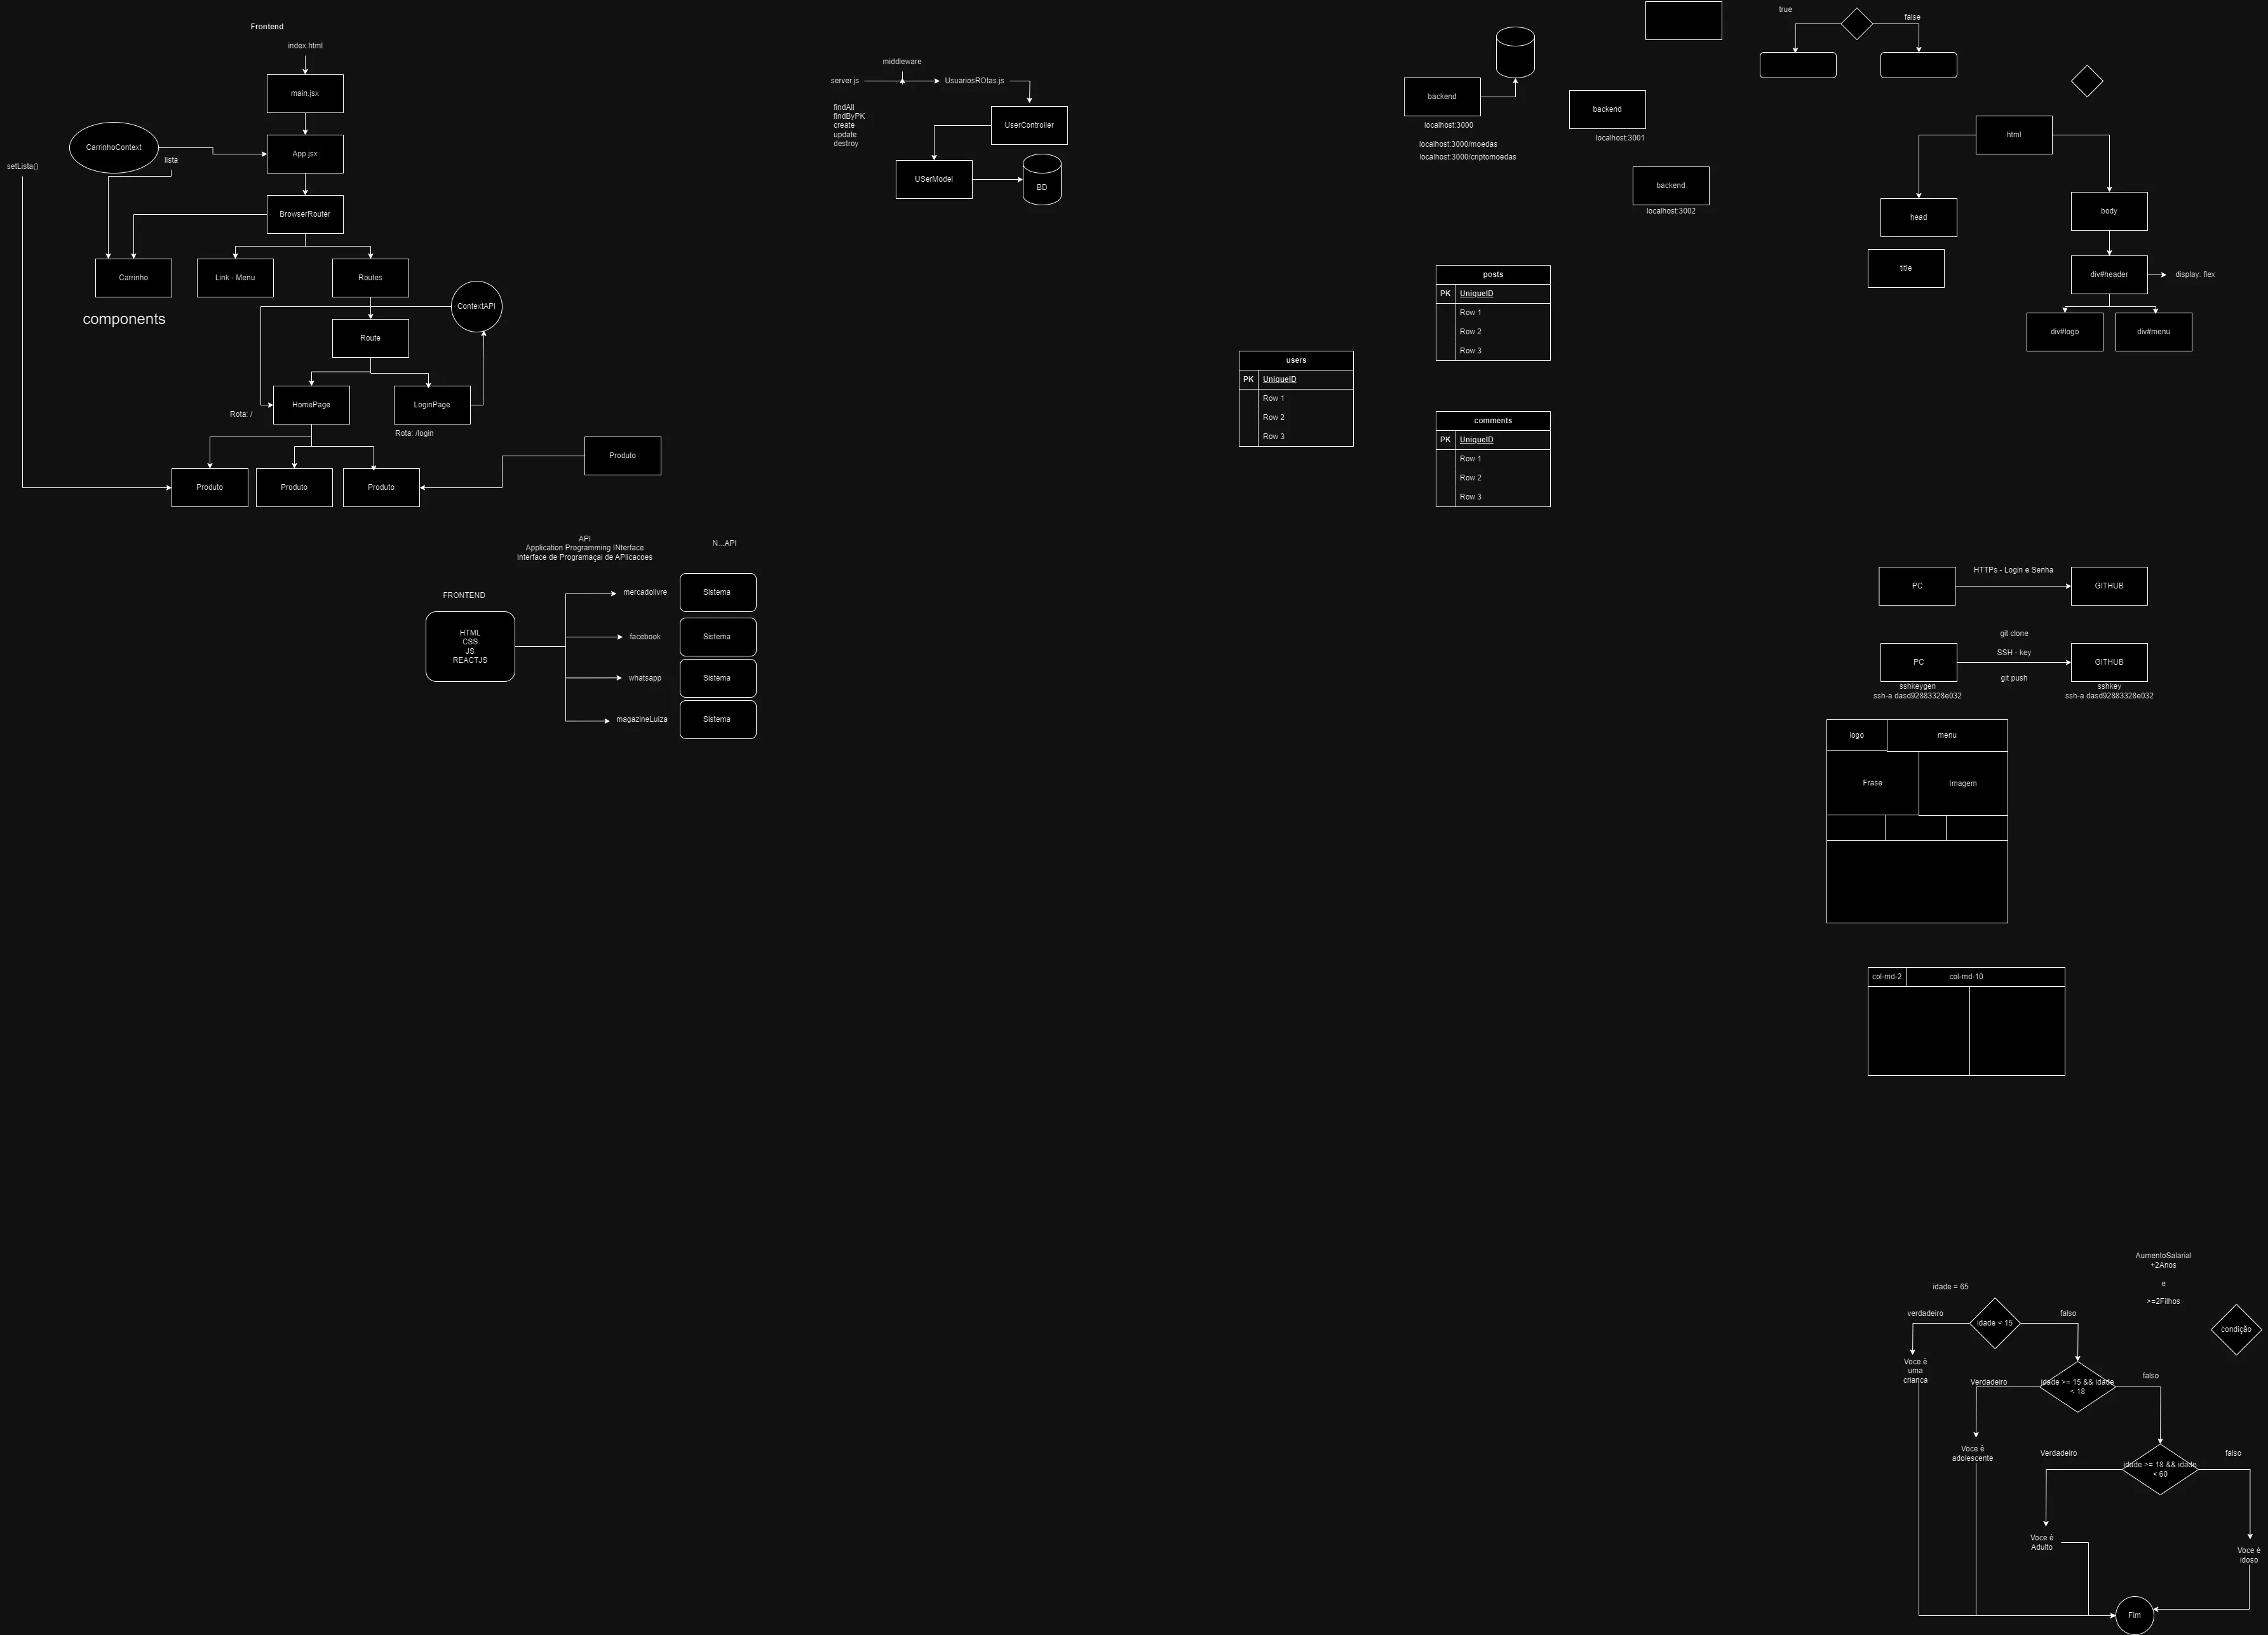 Frontend
index.html
main.jsx
CarrinhoContext
App.jsx
lista
setLista()
BrowserRouter
Carrinho
Link - Menu
Routes
components
ContextAPI
Route
HomePage
LoginPage
Rota: /
Rota: /login
Produto
Produto
Produto
Produto
middleware
server.js
UsuariosROtas.js
findAll
findByPK
create
update
destroy
UserController
USerModel
BD
backend
localhost:3000
localhost:3000/moedas
localhost:3000/criptomoedas
backend
localhost:3001
backend
localhost:3002
true
false
html
head
body
title
div#header
display: flex
div#logo
div#menu
posts
PK
UniqueID
Row 1
Row 2
Row 3
users
PK
UniqueID
Row 1
Row 2
Row 3
comments
PK
UniqueID
Row 1
Row 2
Row 3
API
Application Programming INterface
Interface de Programaçai de APlicacoes
N...API
FRONTEND
HTML
CSS
JS
REACTJS
mercadolivre
Sistema
facebook
Sistema
whatsapp
Sistema
magazineLuiza
Sistema
PC
HTTPs - Login e Senha
GITHUB
git clone
PC
SSH - key
GITHUB
git push
sshkeygen
ssh-a dasd92883328e032
sshkey
ssh-a dasd92883328e032
logo
menu
Frase
Imagem
col-md-2
col-md-10
AumentoSalarial
+2Anos
e
>=2Filhos
condição
idade = 65
verdadeiro
idade < 15
falso
Voce é
uma
criança
Verdadeiro
idade >= 15 && idade
< 18
falso
Voce é
adolescente
Verdadeiro
idade >= 18 && idade
< 60
falso
Voce é
Adulto
Voce é
idoso
Fim